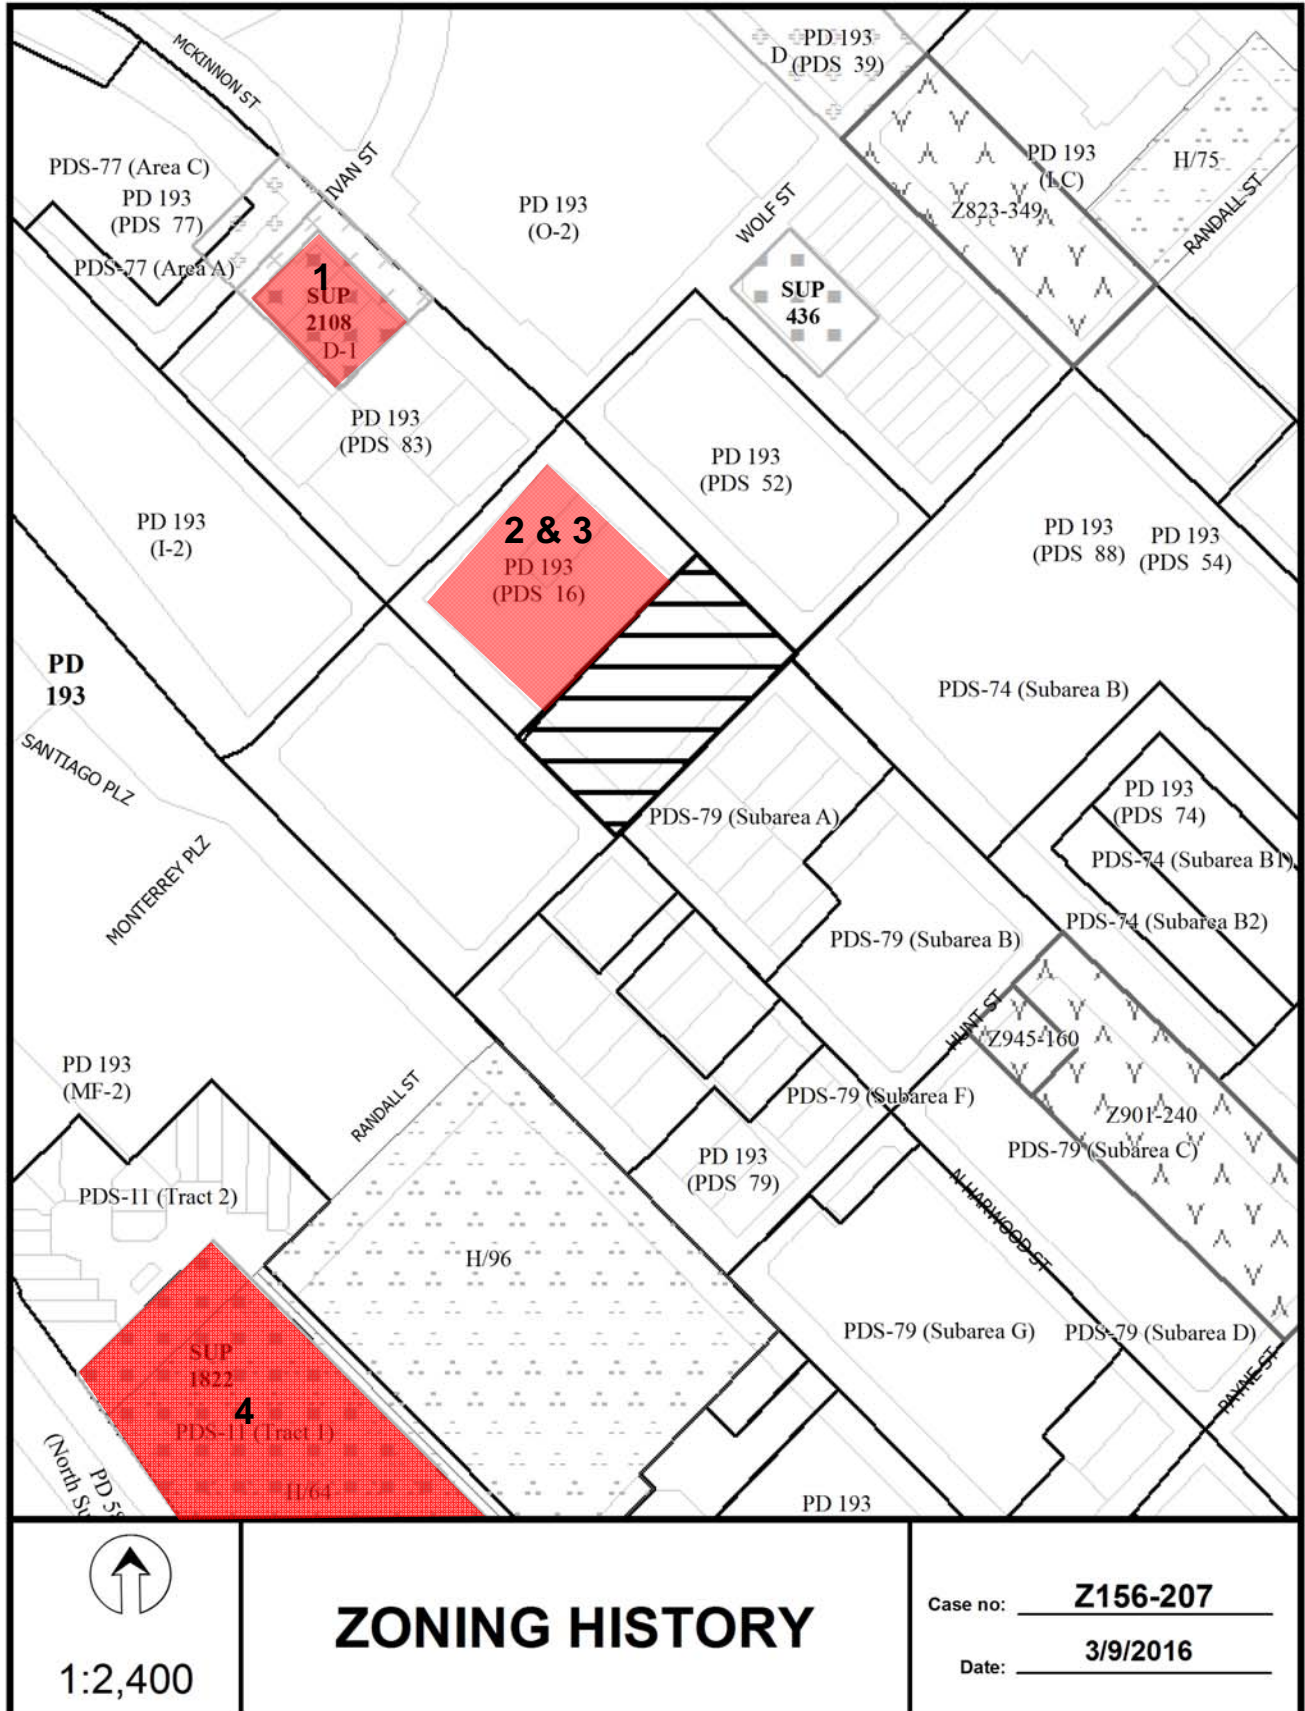 MCKINNON ST
PD 193
D (PDS 39)
IVAN ST
PDS-77 (Area C)
PD 193
(PDS 77)
PDS-77 (Area A)
PD 193
(O-2)
WOLF ST
PD 193
(LC)
Z823-349
H/75
RANDALL ST
1
SUP
2108
D-1
SUP
436
PD 193
(PDS 83)
PD 193
(PDS 52)
PD 193
(I-2)
2 & 3
PD 193
(PDS 16)
PD 193
(PDS 88)
PD 193
(PDS 54)
PD
193
SANTIAGO PLZ
MONTERREY PLZ
PDS-74 (Subarea B)
PD 193
(PDS 74)
PDS-74 (Subarea B1)
PDS-74 (Subarea B2)
PDS-79 (Subarea A)
PDS-79 (Subarea B)
HUNT ST
Z945-160
PD 193
(MF-2)
RANDALL ST
PDS-79 (Subarea F)
Z901-240
PDS-79 (Subarea C)
PD 193
(PDS 79)
N HARWOOD ST
PDS-11 (Tract 2)
H/96
PDS-79 (Subarea G)
PDS-79 (Subarea D)
PAYNE ST
SUP
1822
4
PDS-11 (Tract 1)
H/64
PD
(North
PD 193
1:2,400
ZONING HISTORY
Case no: Z156-207
Date: 3/9/2016